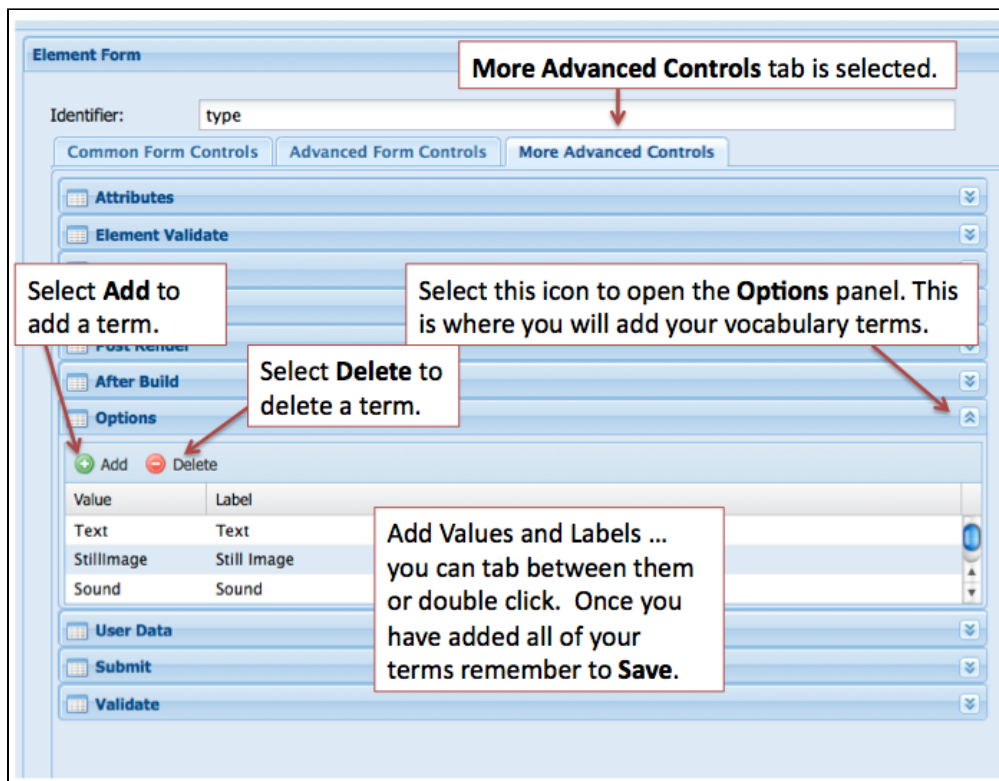 Element Form
More Advanced Controls tab is selected.
Identifier:
type
Common Form Controls
Advanced Form Controls
More Advanced Controls
Attributes
Element Validate
Select Add to
add a term.
Select this icon to open the Options panel. This
is where you will add your vocabulary terms.
Post Render
After Build
Select Delete to
delete a term.
Options
Add
Delete
Value Label
Text Text
StillImage Still Image
Sound Sound
Add Values and Labels ...
you can tab between them
or double click. Once you
have added all of your
terms remember to Save.
User Data
Submit
Validate